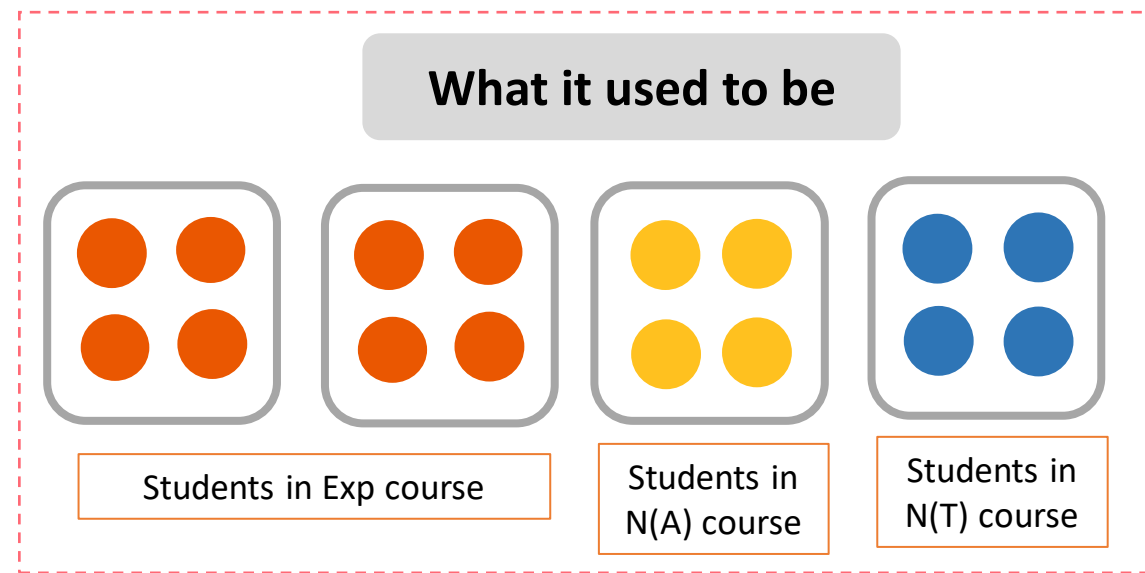 What it used to be
Students in Exp course
Students in
N(A) course
Students in
N(T) course